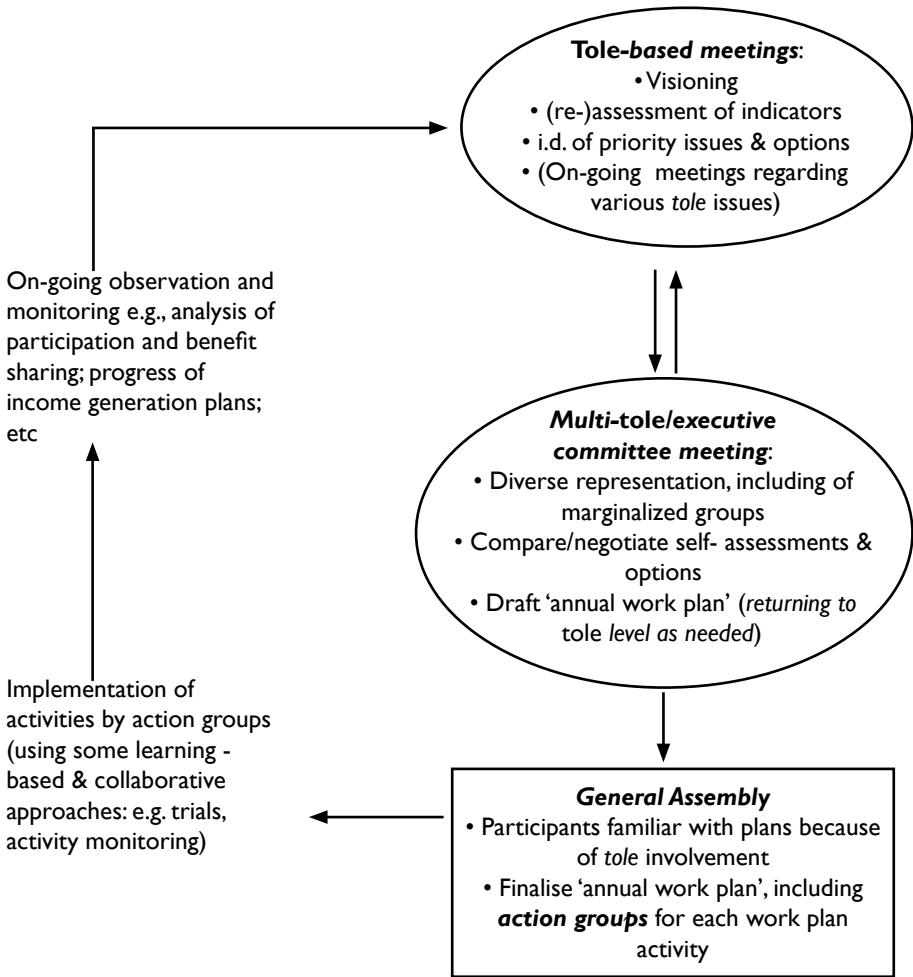 Tole-based meetings:
• Visioning
• (re-)assessment of indicators
• i.d. of priority issues & options
• (On-going meetings regarding
various tole issues)
Multi-tole/executive
committee meeting:
• Diverse representation, including of
marginalized groups
• Compare/negotiate self- assessments &
options
• Draft ‘annual work plan’ (returning to
tole level as needed)
General Assembly
• Participants familiar with plans because
of tole involvement
• Finalise ‘annual work plan’, including
action groups for each work plan
activity
Implementation of
activities by action groups
(using some learning -
based & collaborative
approaches: e.g. trials,
activity monitoring)
On-going observation and
monitoring e.g., analysis of
participation and benefit
sharing; progress of
income generation plans;
etc